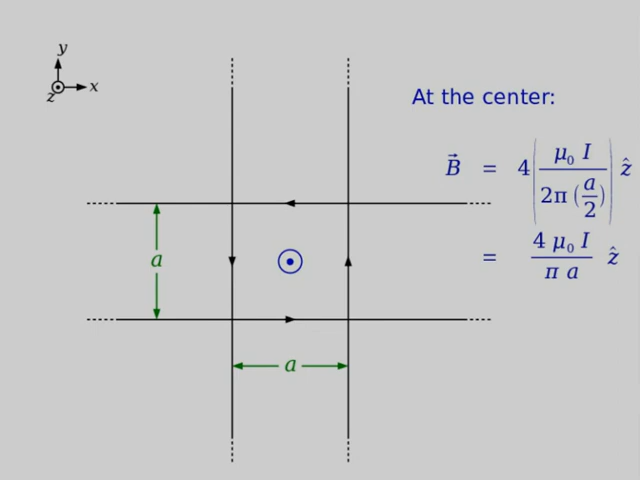 y
x
z
At the center:
B⃗ = 4(μ₀ I / 2π (a/2)) ẑ
= 4 μ₀ I / π a ẑ
a
a